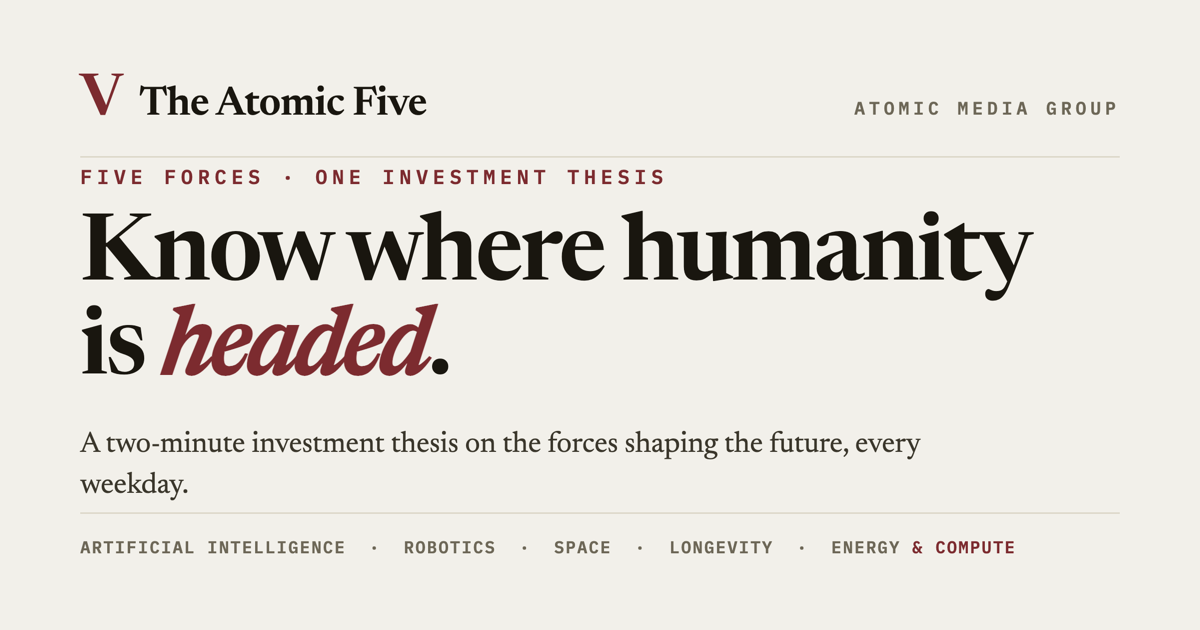 V The Atomic Five
ATOMIC MEDIA GROUP
FIVE FORCES · ONE INVESTMENT THESIS
Know where humanity
is headed.
A two-minute investment thesis on the forces shaping the future, every
weekday.
ARTIFICIAL INTELLIGENCE · ROBOTICS · SPACE · LONGEVITY · ENERGY & COMPUTE